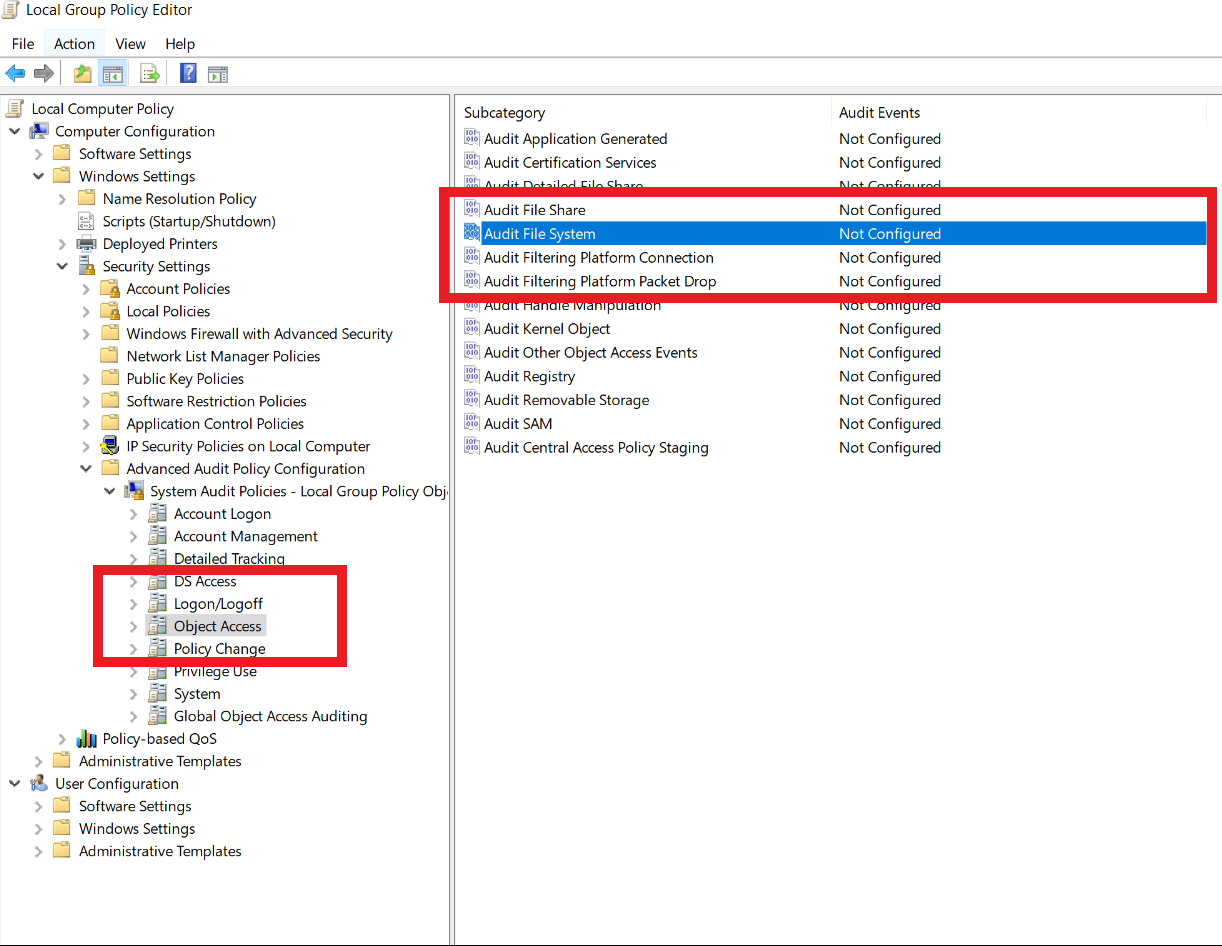 Local Group Policy Editor
File Action View Help
Local Computer Policy
Computer Configuration
Software Settings
Windows Settings
Name Resolution Policy
Scripts (Startup/Shutdown)
Deployed Printers
Security Settings
Account Policies
Local Policies
Windows Firewall with Advanced Security
Network List Manager Policies
Public Key Policies
Software Restriction Policies
Application Control Policies
IP Security Policies on Local Computer
Advanced Audit Policy Configuration
System Audit Policies - Local Group Policy Obj
Account Logon
Account Management
Detailed Tracking
DS Access
Logon/Logoff
Object Access
Policy Change
Privilege Use
System
Global Object Access Auditing
Policy-based QoS
Administrative Templates
User Configuration
Software Settings
Windows Settings
Administrative Templates
Subcategory Audit Events
Audit Application Generated Not Configured
Audit Certification Services Not Configured
Audit Detailed File Share Not Configured
Audit File Share Not Configured
Audit File System Not Configured
Audit Filtering Platform Connection Not Configured
Audit Filtering Platform Packet Drop Not Configured
Audit Handle Manipulation Not Configured
Audit Kernel Object Not Configured
Audit Other Object Access Events Not Configured
Audit Registry Not Configured
Audit Removable Storage Not Configured
Audit SAM Not Configured
Audit Central Access Policy Staging Not Configured